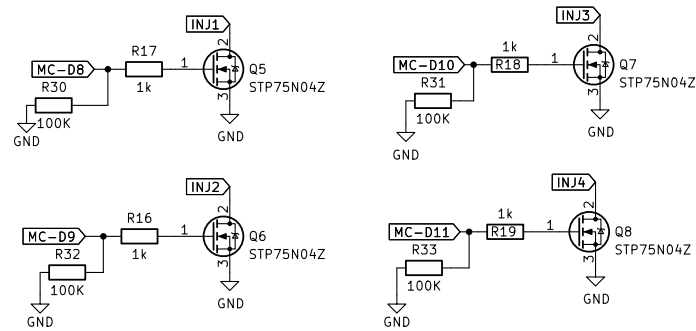 INJ1
R17
MC-D8
1
2
Q5
R30
1k
3
STP75N04Z
100K
GND
GND
INJ3
1k
2
MC-D10
R18
1
Q7
R31
3
STP75N04Z
100K
GND
GND
INJ2
R16
2
MC-D9
1
Q6
R32
1k
3
STP75N04Z
100K
GND
GND
INJ4
1k
2
MC-D11
R19
1
Q8
R33
3
STP75N04Z
100K
GND
GND